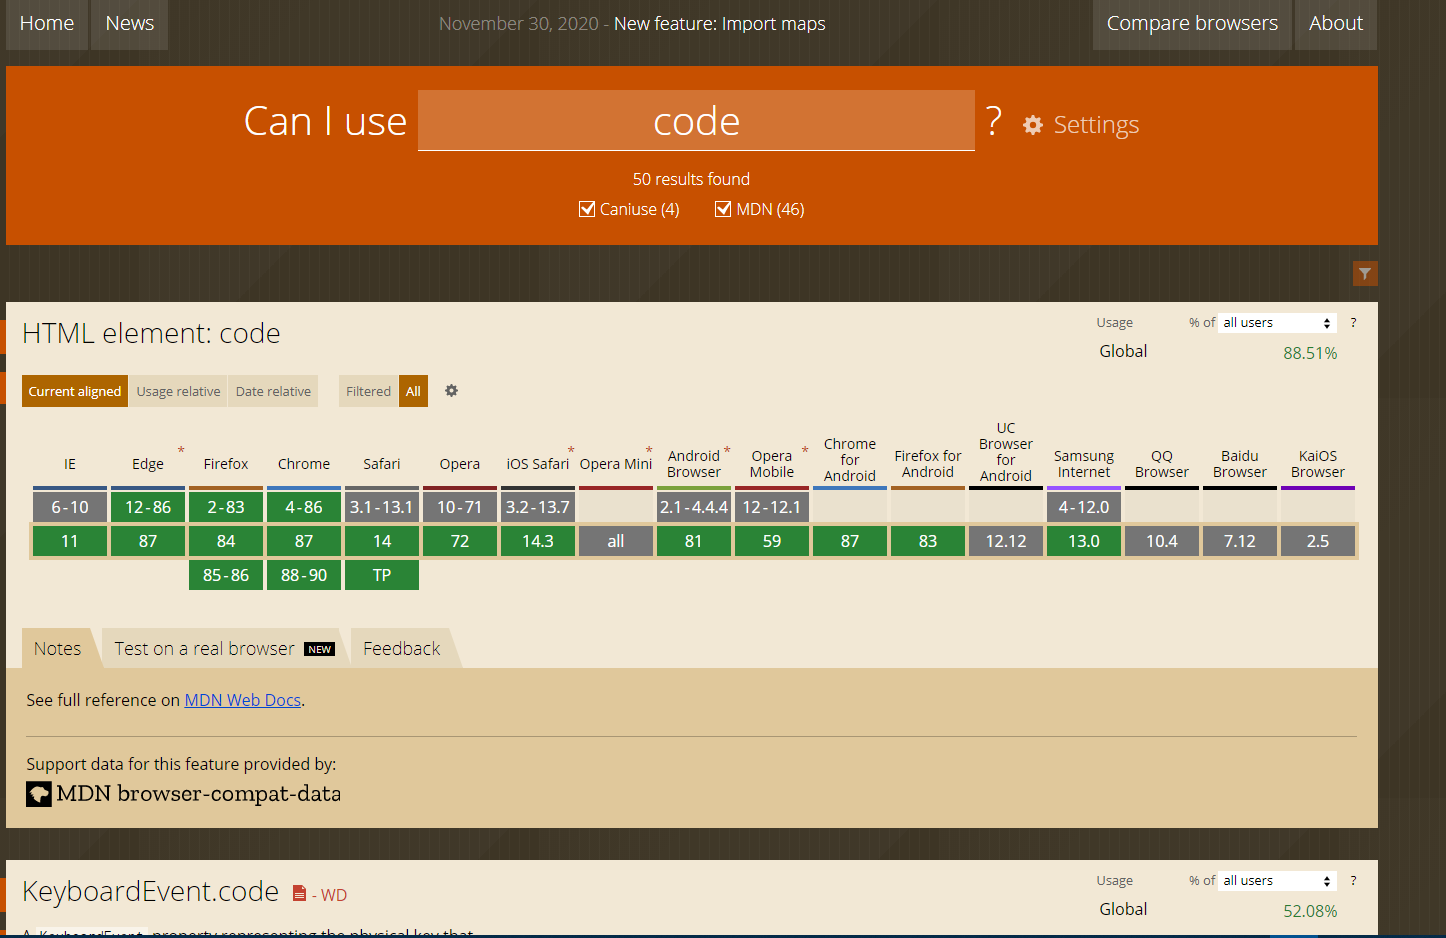 Home News November 30, 2020 - New feature: Import maps Compare browsers About
Can I use code ? Settings
50 results found
Caniuse (4) MDN (46)
HTML element: code
Usage % of all users ?
Global 88.51%
Current aligned Usage relative Date relative Filtered All
IE Edge * Firefox Chrome Safari Opera iOS Safari * Opera Mini * Android Browser * Opera Mobile * Chrome for Android Firefox for Android UC Browser for Android Samsung Internet QQ Browser Baidu Browser KaiOS Browser
6-10 12-86 2-83 4-86 3.1-13.1 10-71 3.2-13.7 2.1-4.4.4 12-12.1 4-12.0
11 87 84 87 14 72 14.3 all 81 59 87 83 12.12 13.0 10.4 7.12 2.5
85-86 88-90 TP
Notes Test on a real browser NEW Feedback
See full reference on MDN Web Docs.
Support data for this feature provided by:
MDN browser-compat-data
KeyboardEvent.code - WD
Usage % of all users ?
Global 52.08%
A KeyboardEvent property representing the physical key that